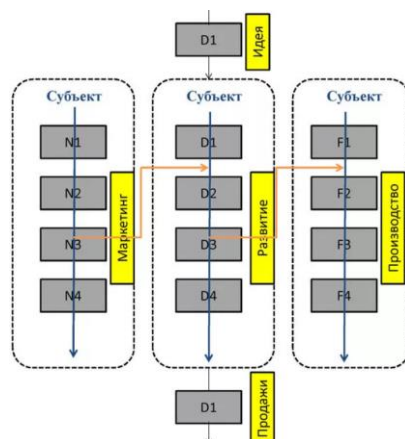 D1
Идея
Субъект
Субъект
Субъект
N1
N2
N3
N4
Маркетинг
D1
D2
D3
D4
Развитие
F1
F2
F3
F4
Производство
D1
Продажи